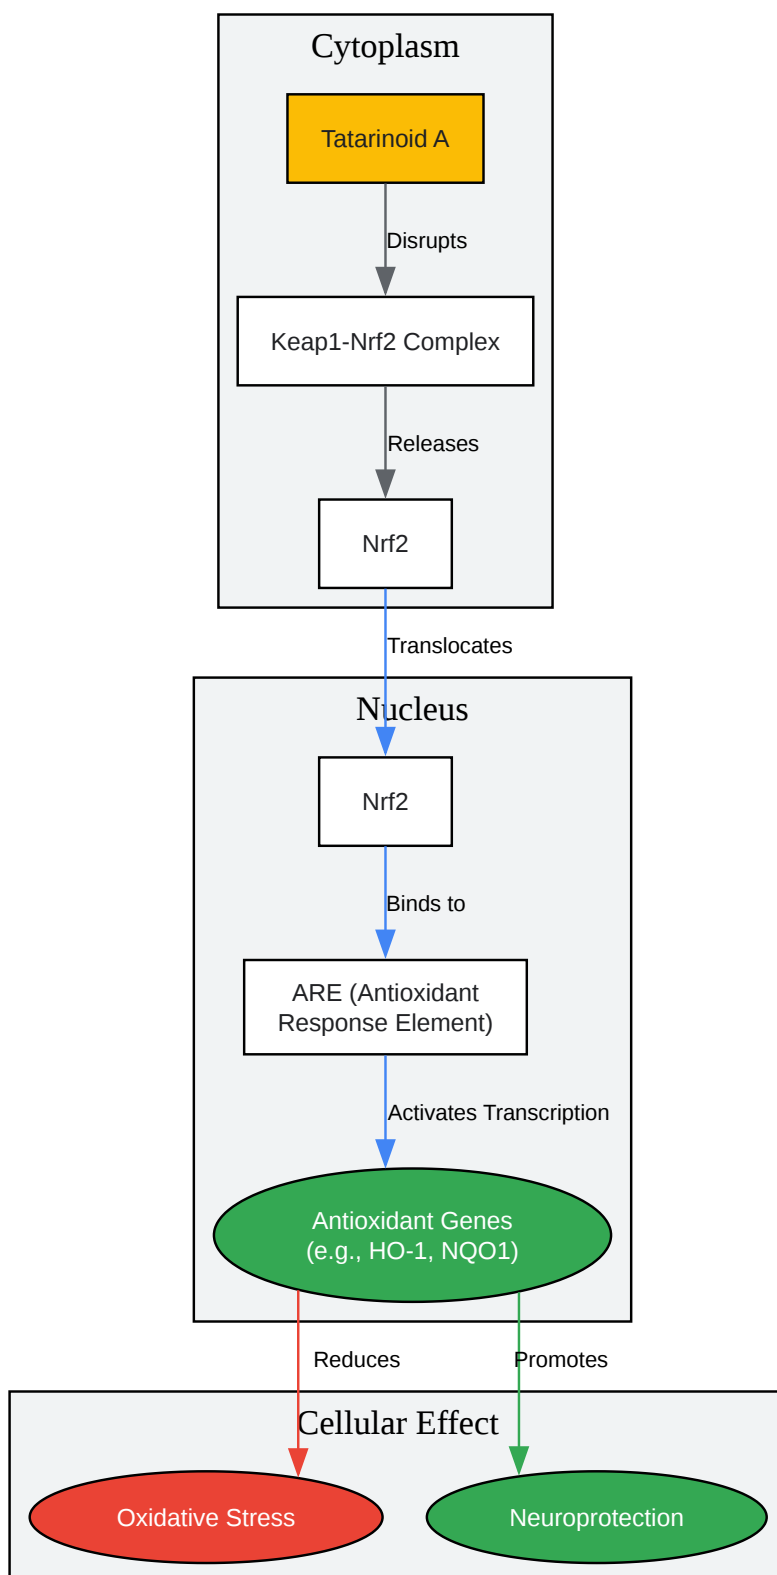 Cytoplasm
Tatarinoid A
Disrupts
Keap1-Nrf2 Complex
Releases
Nrf2
Translocates
Nucleus
Nrf2
Binds to
ARE (Antioxidant
Response Element)
Activates Transcription
Antioxidant Genes
(e.g., HO-1, NQO1)
Reduces
Promotes
Cellular Effect
Oxidative Stress
Neuroprotection